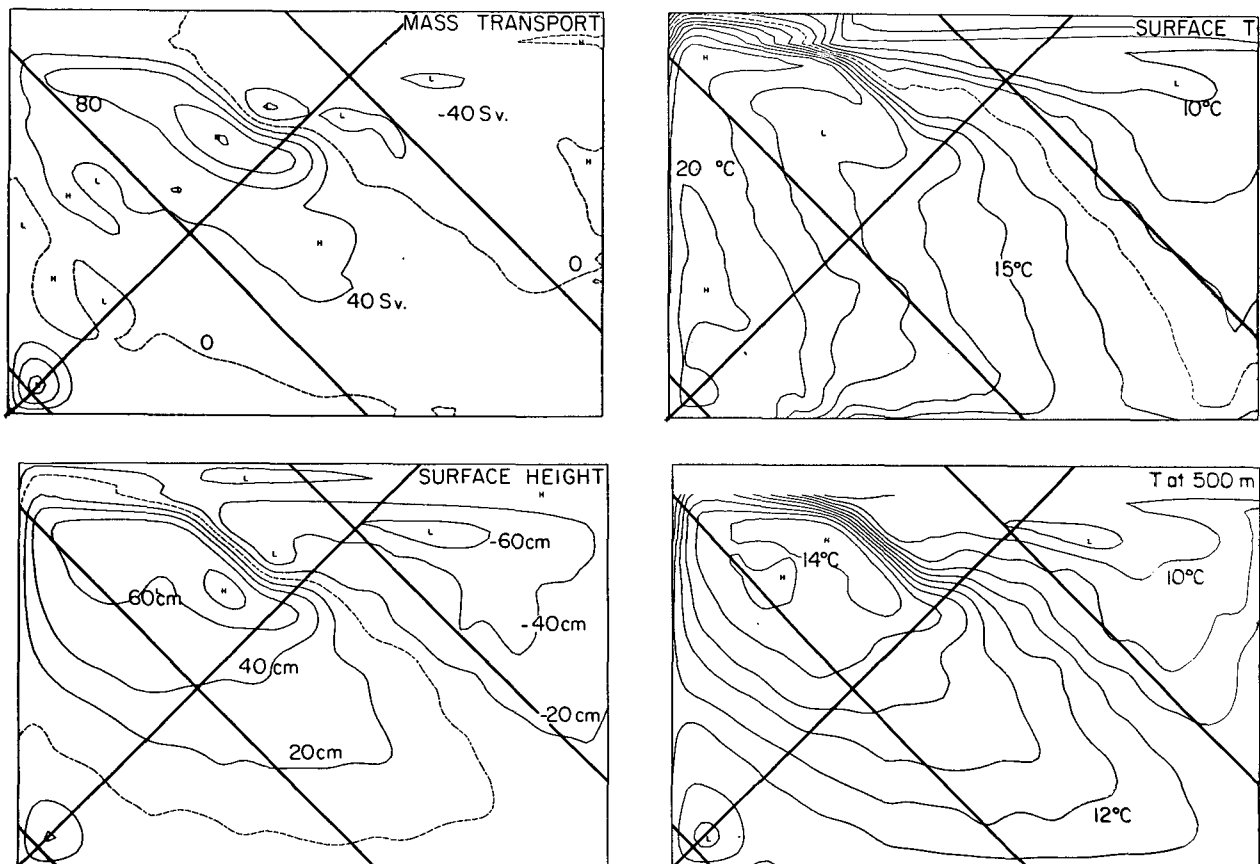 MASS TRANSPORT
80
-40 Sv.
0
40 Sv.
0
SURFACE T
10°C
20 °C
15°C
SURFACE HEIGHT
-60cm
60cm
-40cm
40cm
-20cm
20cm
T at 500 m
14°C
10°C
12°C